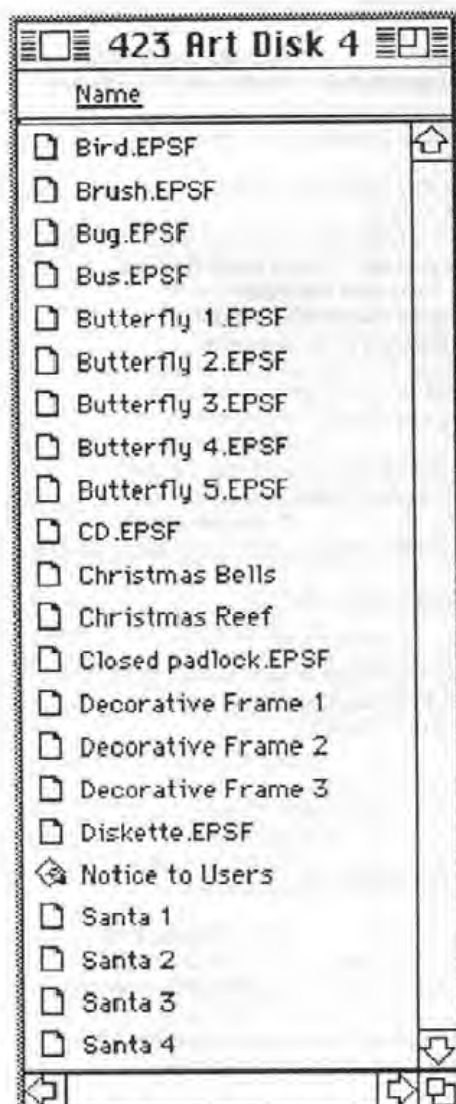 423 Art Disk 4
Name
Bird.EPSF
Brush.EPSF
Bug.EPSF
Bus.EPSF
Butterfly 1.EPSF
Butterfly 2.EPSF
Butterfly 3.EPSF
Butterfly 4.EPSF
Butterfly 5.EPSF
CD.EPSF
Christmas Bells
Christmas Reef
Closed padlock.EPSF
Decorative Frame 1
Decorative Frame 2
Decorative Frame 3
Diskette.EPSF
Notice to Users
Santa 1
Santa 2
Santa 3
Santa 4